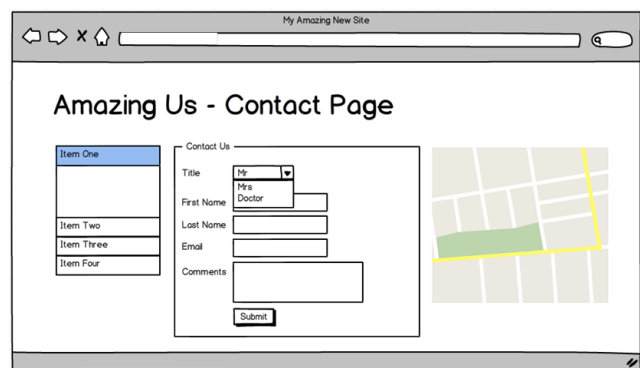 My Amazing New Site
Amazing Us - Contact Page
Item One
Item Two
Item Three
Item Four
Contact Us
Title
Mr
Mrs
Doctor
First Name
Last Name
Email
Comments
Submit